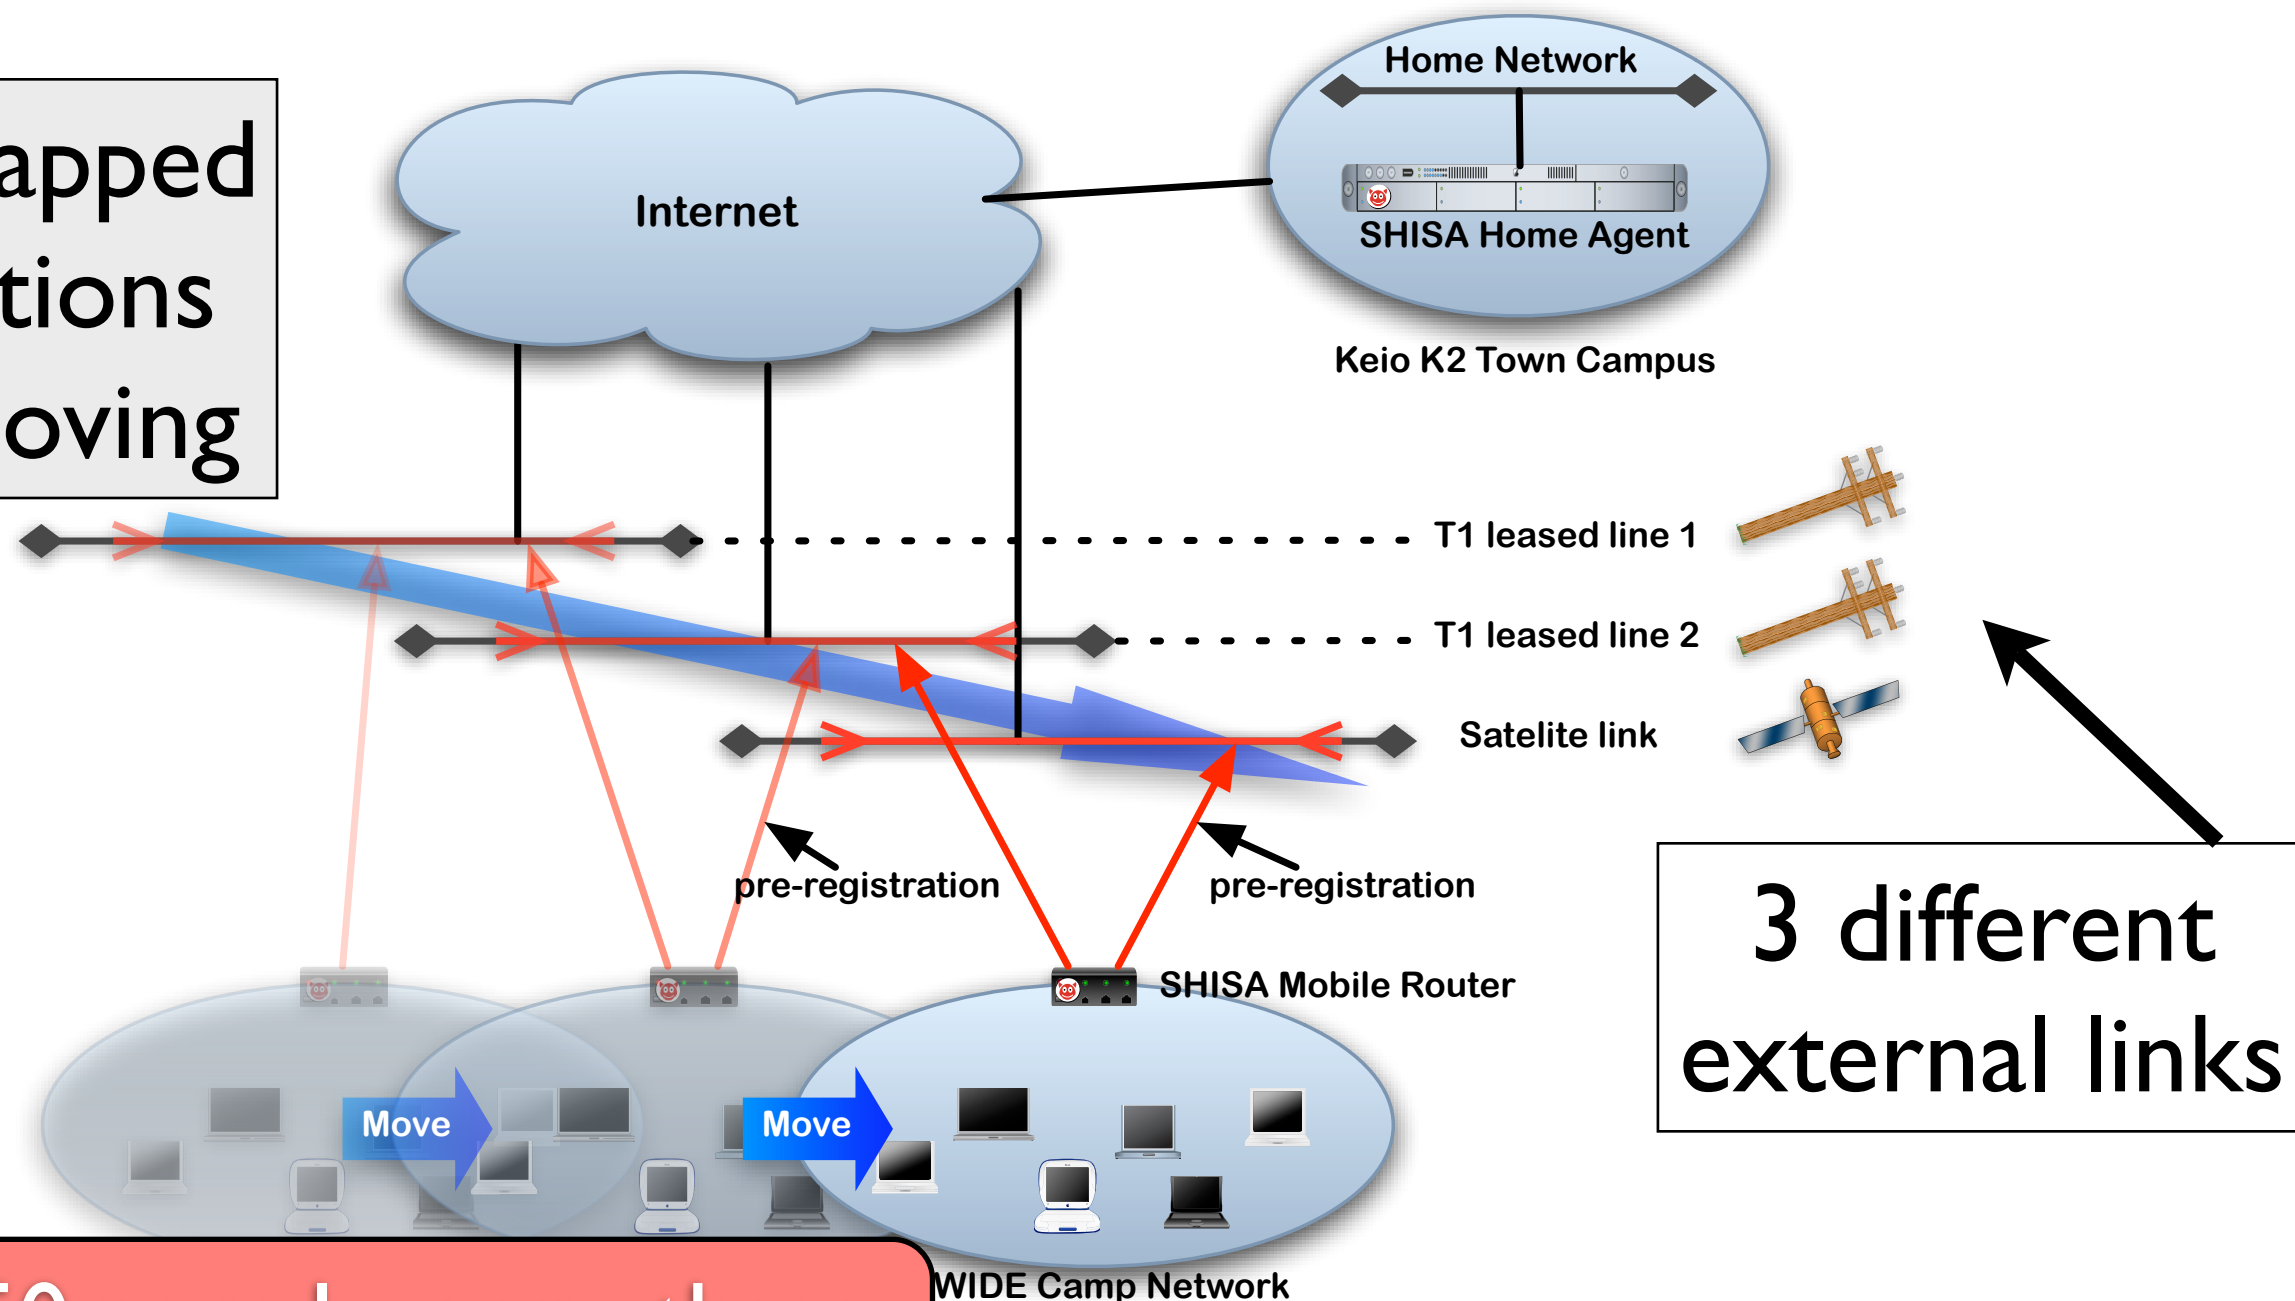 Home Network
apped
tions
oving
Internet
SHISA Home Agent
Keio K2 Town Campus
T1 leased line 1
T1 leased line 2
Satelite link
pre-registration
pre-registration
3 different
external links
SHISA Mobile Router
Move
Move
WIDE Camp Network